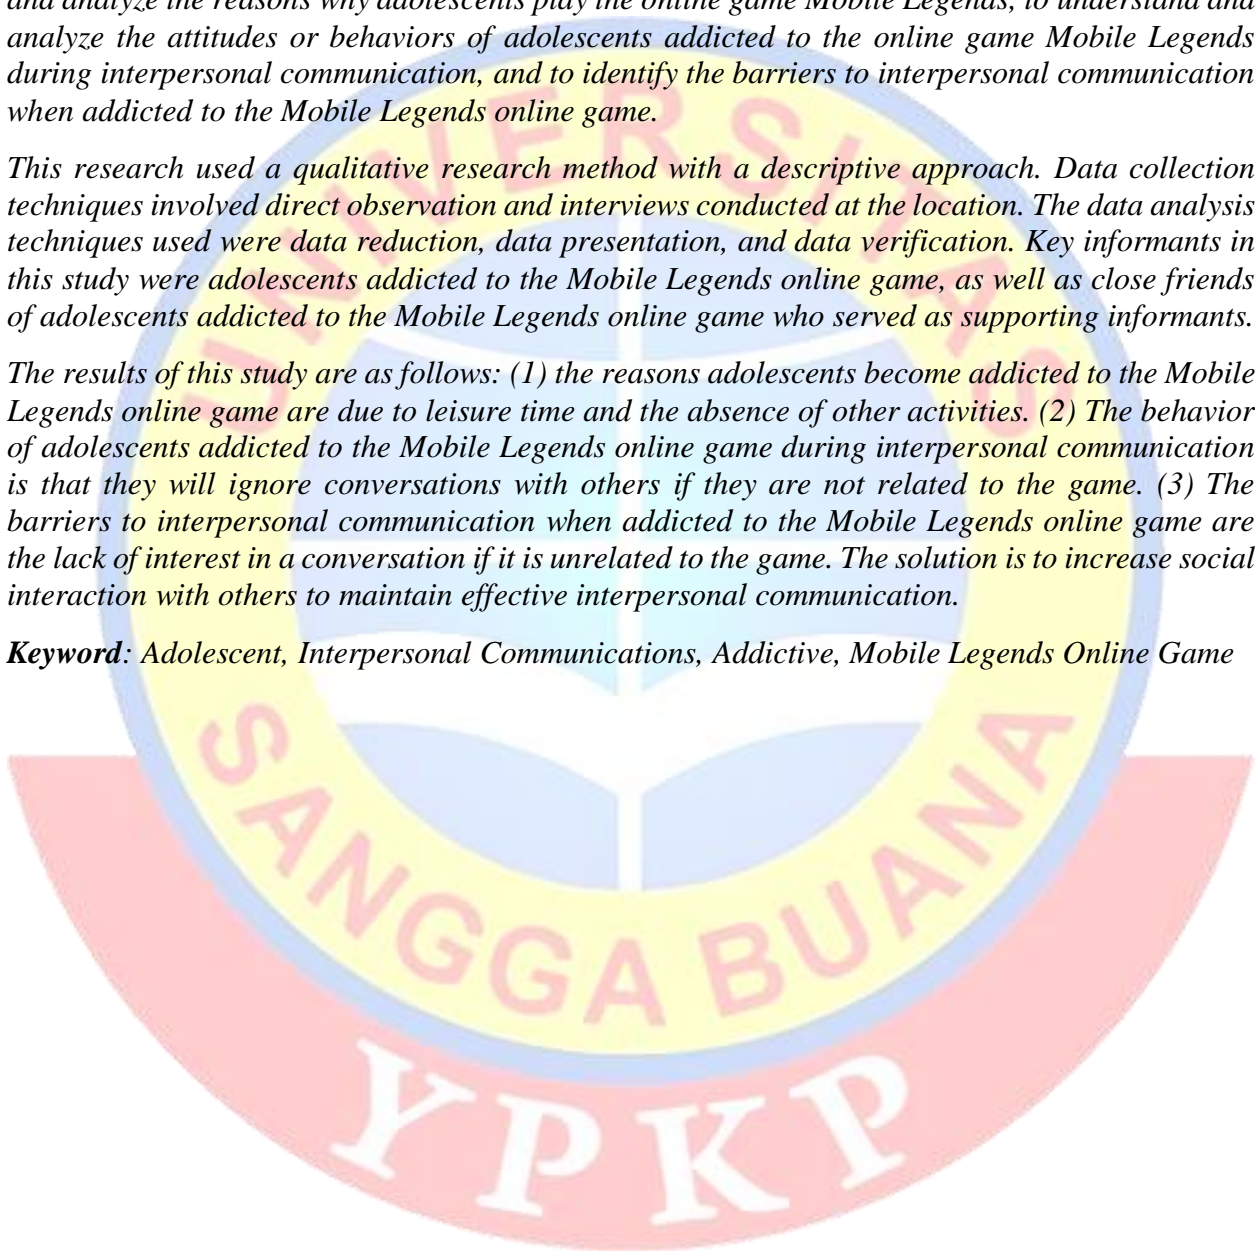 and analyze the reasons why adolescents play the online game Mobile Legends, to understand and
analyze the attitudes or behaviors of adolescents addicted to the online game Mobile Legends
during interpersonal communication, and to identify the barriers to interpersonal communication
when addicted to the Mobile Legends online game.
This research used a qualitative research method with a descriptive approach. Data collection
techniques involved direct observation and interviews conducted at the location. The data analysis
techniques used were data reduction, data presentation, and data verification. Key informants in
this study were adolescents addicted to the Mobile Legends online game, as well as close friends
of adolescents addicted to the Mobile Legends online game who served as supporting informants.
The results of this study are as follows: (1) the reasons adolescents become addicted to the Mobile
Legends online game are due to leisure time and the absence of other activities. (2) The behavior
of adolescents addicted to the Mobile Legends online game during interpersonal communication
is that they will ignore conversations with others if they are not related to the game. (3) The
barriers to interpersonal communication when addicted to the Mobile Legends online game are
the lack of interest in a conversation if it is unrelated to the game. The solution is to increase social
interaction with others to maintain effective interpersonal communication.
Keyword: Adolescent, Interpersonal Communications, Addictive, Mobile Legends Online Game
UNIVERSITAS
SANGGA BUANA
YPKP